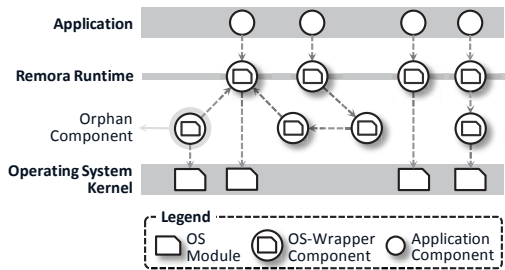 Application
Remora Runtime
Orphan
Component
Operating System
Kernel
Legend
OS
Module
OS-Wrapper
Component
Application
Component